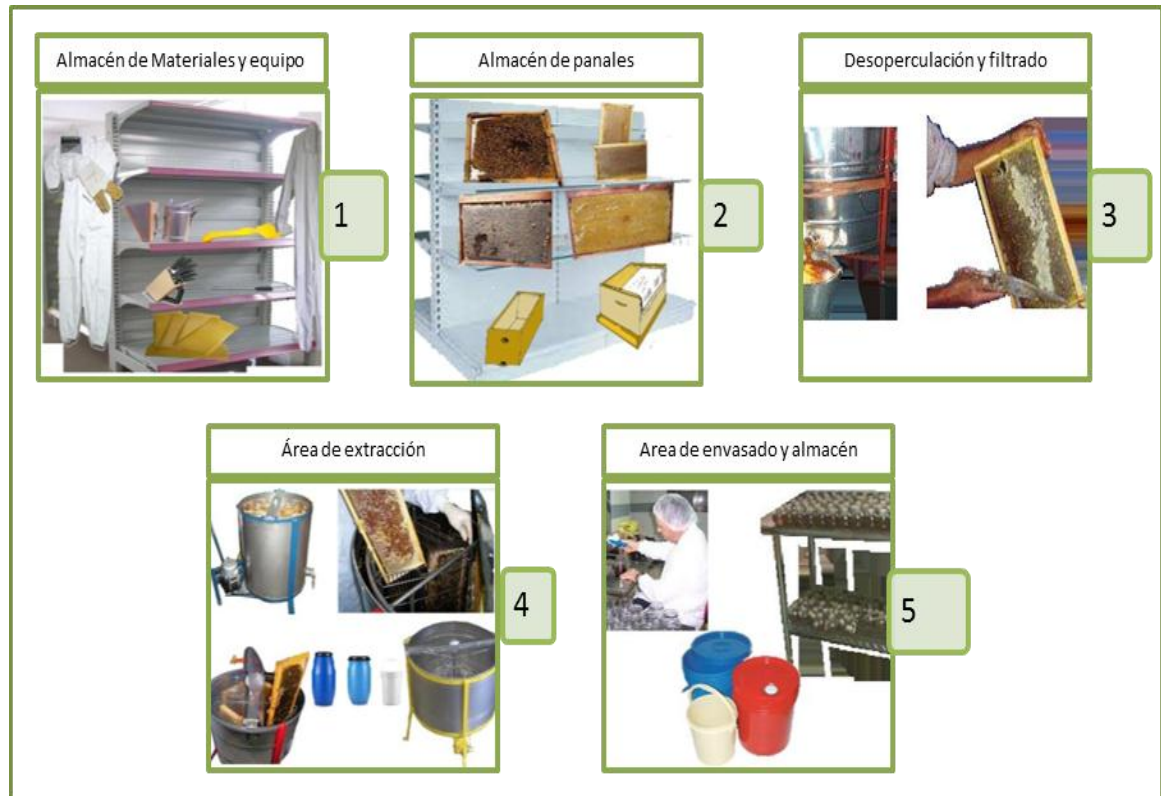 Almacén de Materiales y equipo
1
Almacén de panales
2
Desoperculación y filtrado
3
Área de extracción
4
Area de envasado y almacén
5